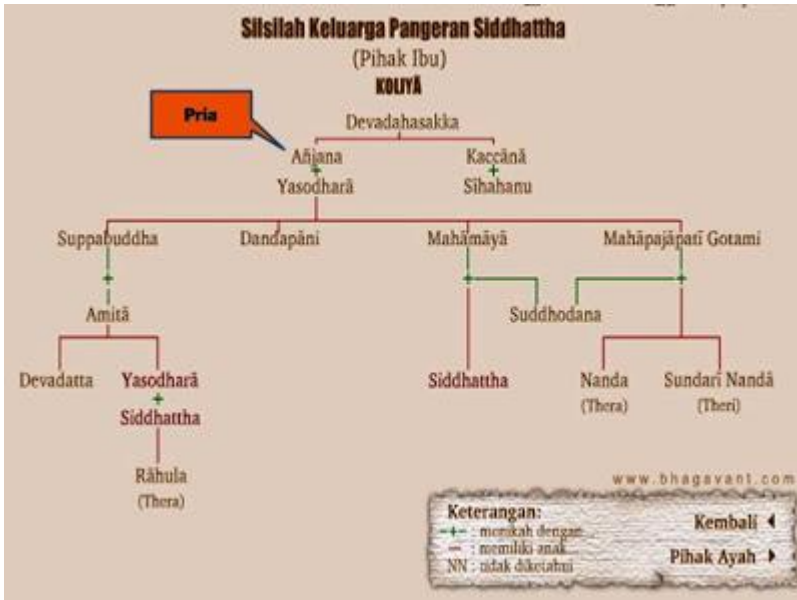 Silsilah Keluarga Pangeran Siddhattha
(Pihak Ibu)
KOLIYĀ
Pria
Devadahasakka
Añjana Kaccānā
+ +
Yasodharā Sīhahanu
Suppabuddha Dandapāni Mahāmāyā Mahāpajāpatī Gotami
+ + +
Amitā Suddhodana
Devadatta Yasodharā Siddhattha Nanda Sundarī Nandā
+ (Thera) (Theri)
Siddhattha
Rāhula
(Thera)
www.bhagavant.com
Keterangan:
+ : menikah dengan
— : memiliki anak
NN : tidak diketahui
Kembali
Pihak Ayah